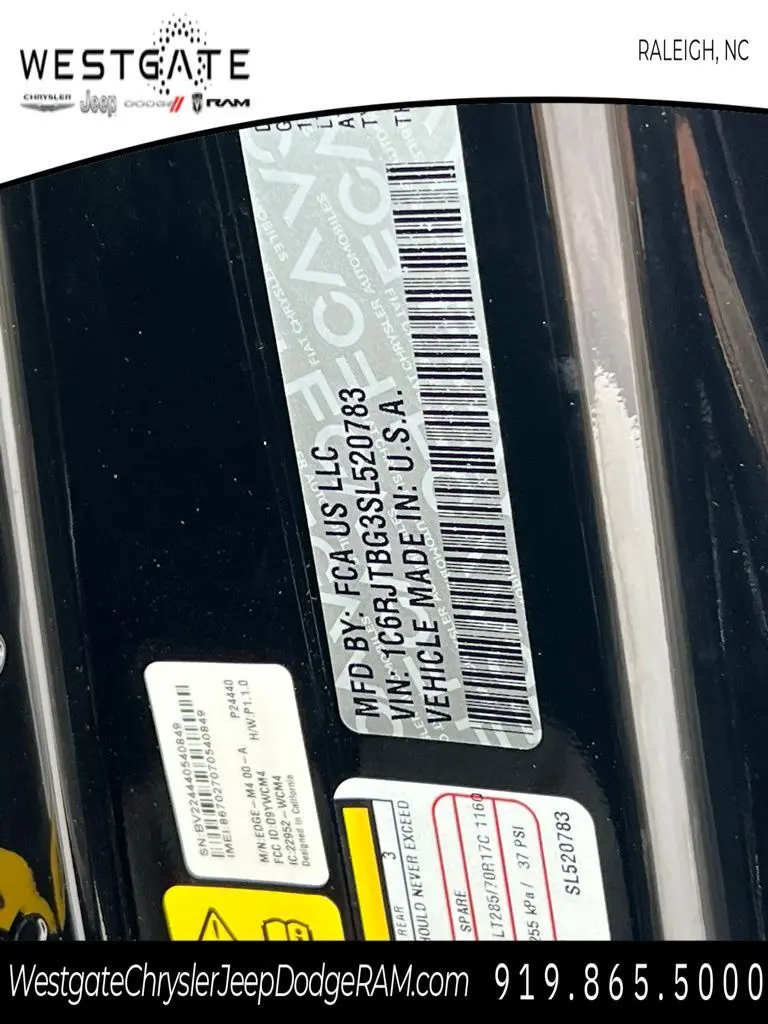 WESTGATE
CHRYSLER Jeep DODGE RAM
RALEIGH, NC
MFD BY: FCA US LLC
VIN: 1C6RJTBG3SL520783
VEHICLE MADE IN: U.S.A.
SN:BV224440540849
IMEI:867027070540849
P24440
M/N:EDGE-M4 00-A H/W:P1.1.0
FCC ID:09YWCM4
IC:22952-WCM4
Designed in California
REAR 3
HOULD NEVER EXCEED
SPARE
LT285/70R17C 116
255 kPa / 37 PSI
SL520783
WestgateChryslerJeepDodgeRAM.com
919.865.5000